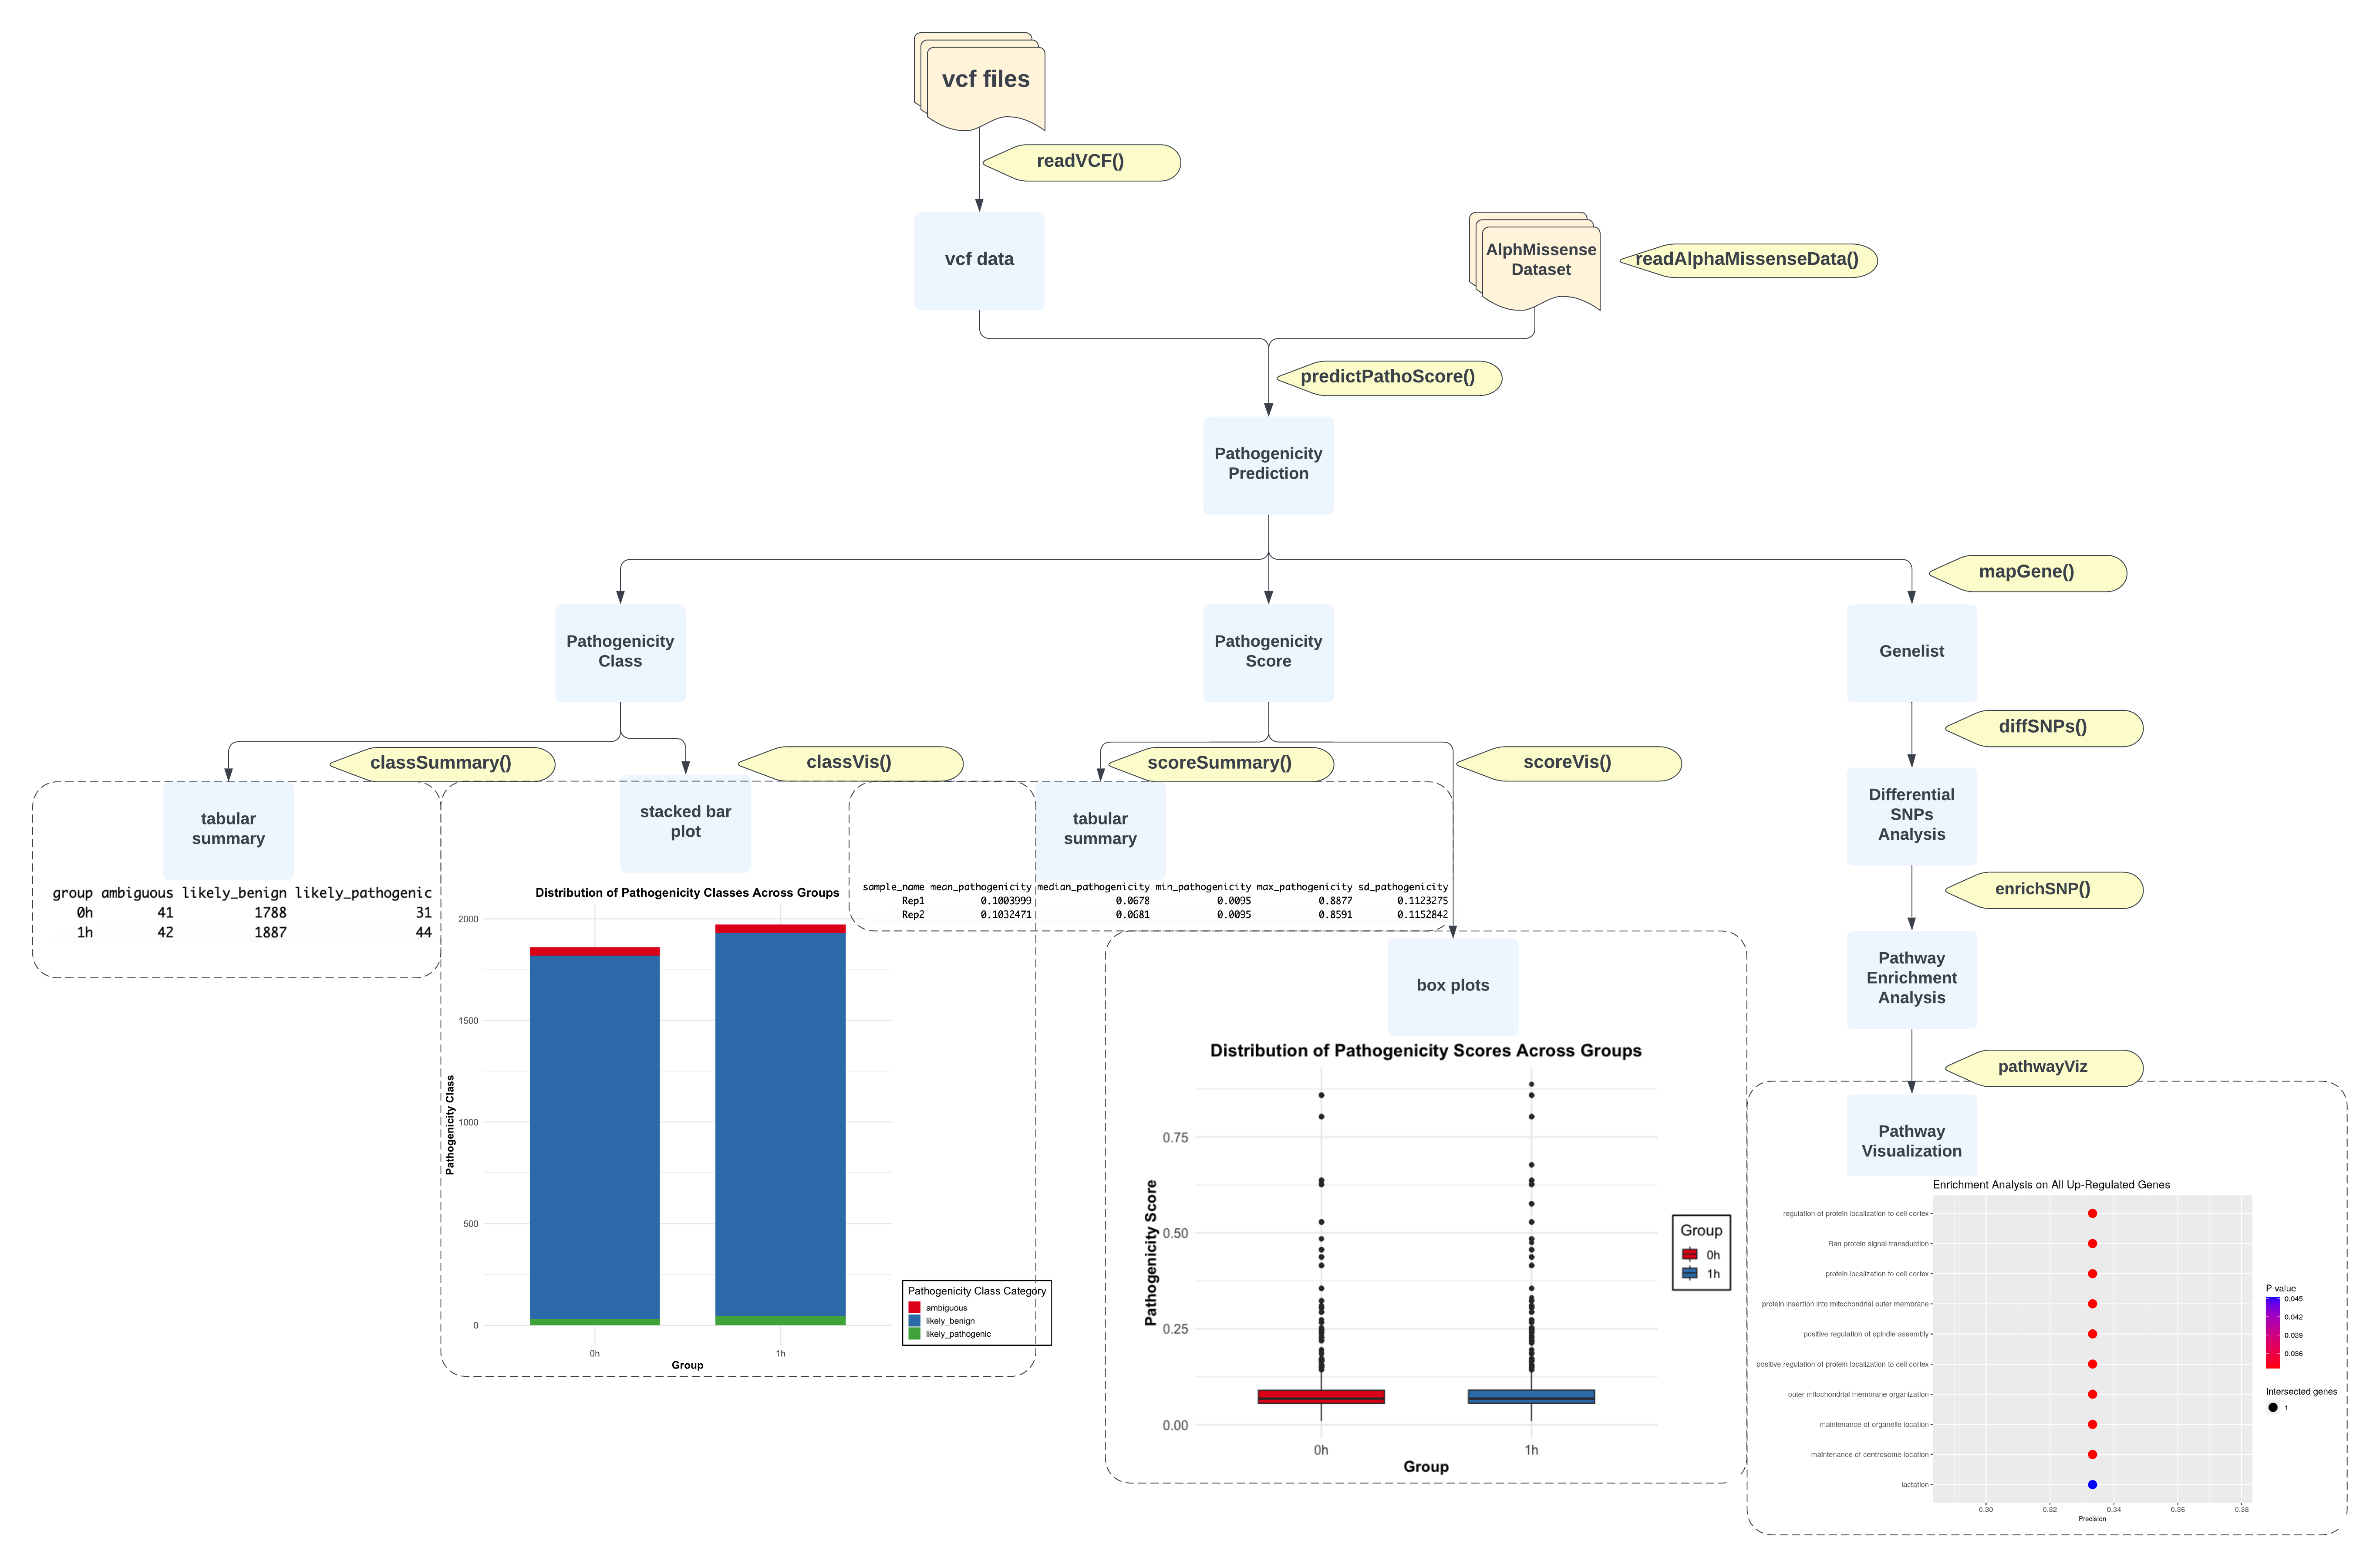 vcf files
readVCF()
vcf data
AlphMissense
Dataset
readAlphaMissenseData()
predictPathoScore()
Pathogenicity
Prediction
mapGene()
Pathogenicity
Class
Pathogenicity
Score
Genelist
diffSNPs()
classSummary()
classVis()
scoreSummary()
scoreVis()
tabular
summary
group ambiguous likely_benign likely_pathogenic
0h 41 1788 31
1h 42 1887 44
stacked bar
plot
Distribution of Pathogenicity Classes Across Groups
2000
1500
1000
500
0
Pathogenicity Class
0h
1h
Group
Pathogenicity Class Category
ambiguous
likely_benign
likely_pathogenic
tabular
summary
sample_name mean_pathogenicity median_pathogenicity min_pathogenicity max_pathogenicity sd_pathogenicity
Rep1 0.1003999 0.0678 0.0095 0.8877 0.1123275
Rep2 0.1032471 0.0681 0.0095 0.8591 0.1152842
box plots
Distribution of Pathogenicity Scores Across Groups
0.75
0.50
0.25
0.00
Pathogenicity Score
0h
1h
Group
Group
0h
1h
Differential
SNPs
Analysis
enrichSNP()
Pathway
Enrichment
Analysis
pathwayViz
Pathway
Visualization
Enrichment Analysis on All Up-Regulated Genes
regulation of protein localization to cell cortex
Ran protein signal transduction
protein localization to cell cortex
protein insertion into mitochondrial outer membrane
positive regulation of spindle assembly
positive regulation of protein localization to cell cortex
outer mitochondrial membrane organization
maintenance of organelle location
maintenance of centrosome location
lactation
0.30
0.32
0.34
0.36
0.38
Precision
P-value
0.045
0.042
0.039
0.036
Intersected genes
1